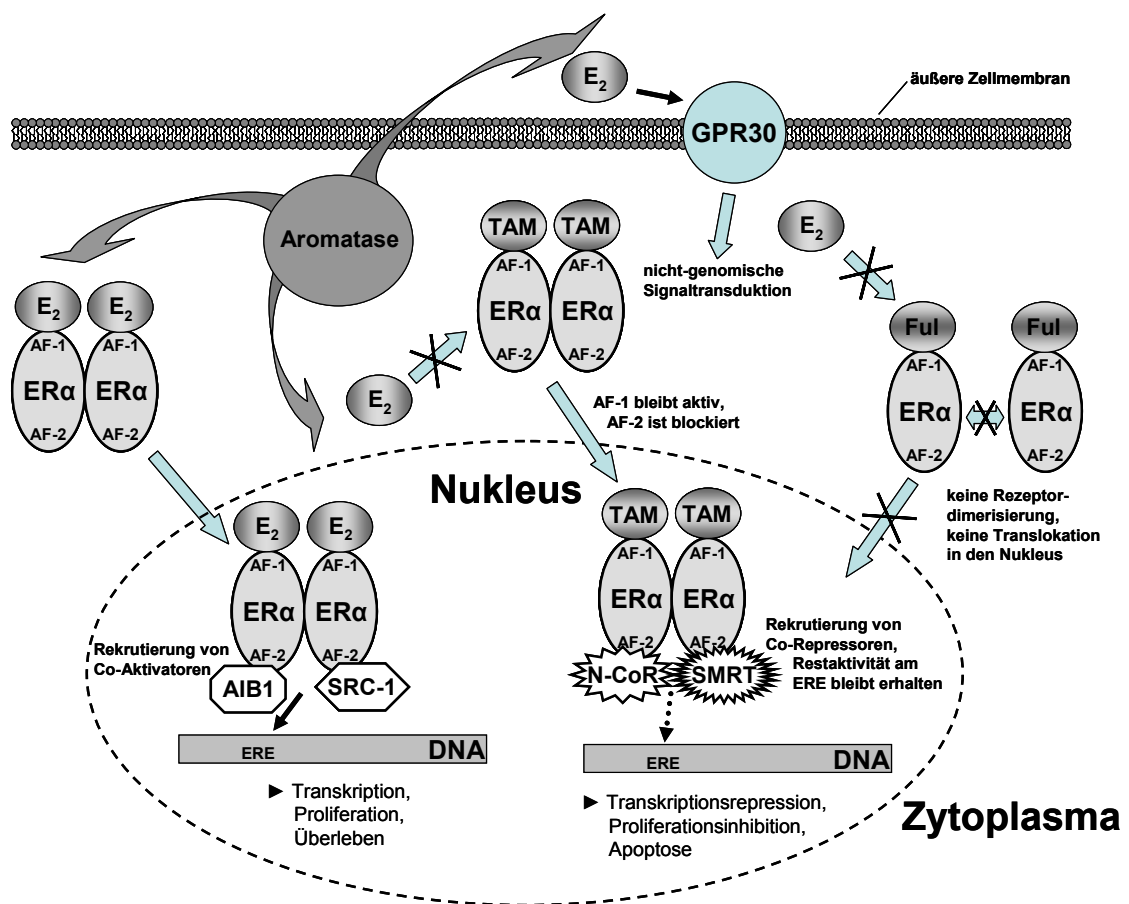 E2
äußere Zellmembran
GPR30
Aromatase
TAM TAM
AF-1 AF-1
ERα ERα
AF-2 AF-2
nicht-genomische
Signaltransduktion
E2
E2 E2
AF-1 AF-1
ERα ERα
AF-2 AF-2
E2
AF-1 bleibt aktiv,
AF-2 ist blockiert
Ful Ful
AF-1 AF-1
ERα ERα
AF-2 AF-2
keine Rezeptor-
dimerisierung,
keine Translokation
in den Nukleus
Nukleus
E2 E2
AF-1 AF-1
ERα ERα
AF-2 AF-2
Rekrutierung von
Co-Aktivatoren
AIB1 SRC-1
ERE DNA
► Transkription,
Proliferation,
Überleben
TAM TAM
AF-1 AF-1
ERα ERα
AF-2 AF-2
N-CoR SMRT
Rekrutierung von
Co-Repressoren,
Restaktivität am
ERE bleibt erhalten
ERE DNA
► Transkriptionsrepression,
Proliferationsinhibition,
Apoptose
Zytoplasma